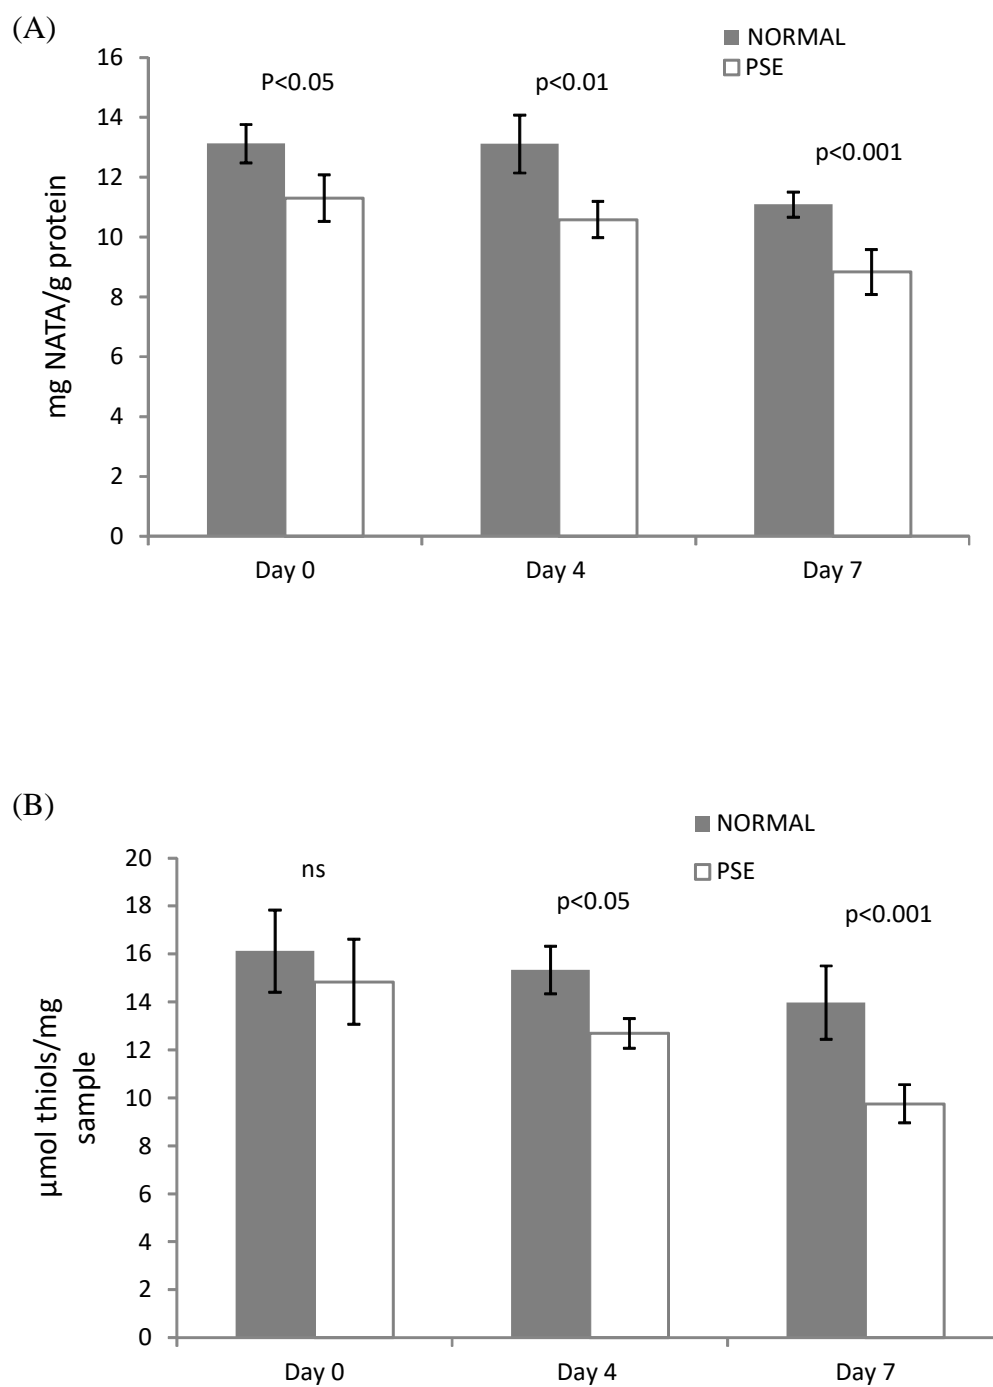 (A)
NORMAL
PSE
16
14
12
10
8
6
4
2
0
mg NATA/g protein
P<0.05
p<0.01
p<0.001
Day 0
Day 4
Day 7
(B)
NORMAL
PSE
20
18
16
14
12
10
8
6
4
2
0
µmol thiols/mg
sample
ns
p<0.05
p<0.001
Day 0
Day 4
Day 7